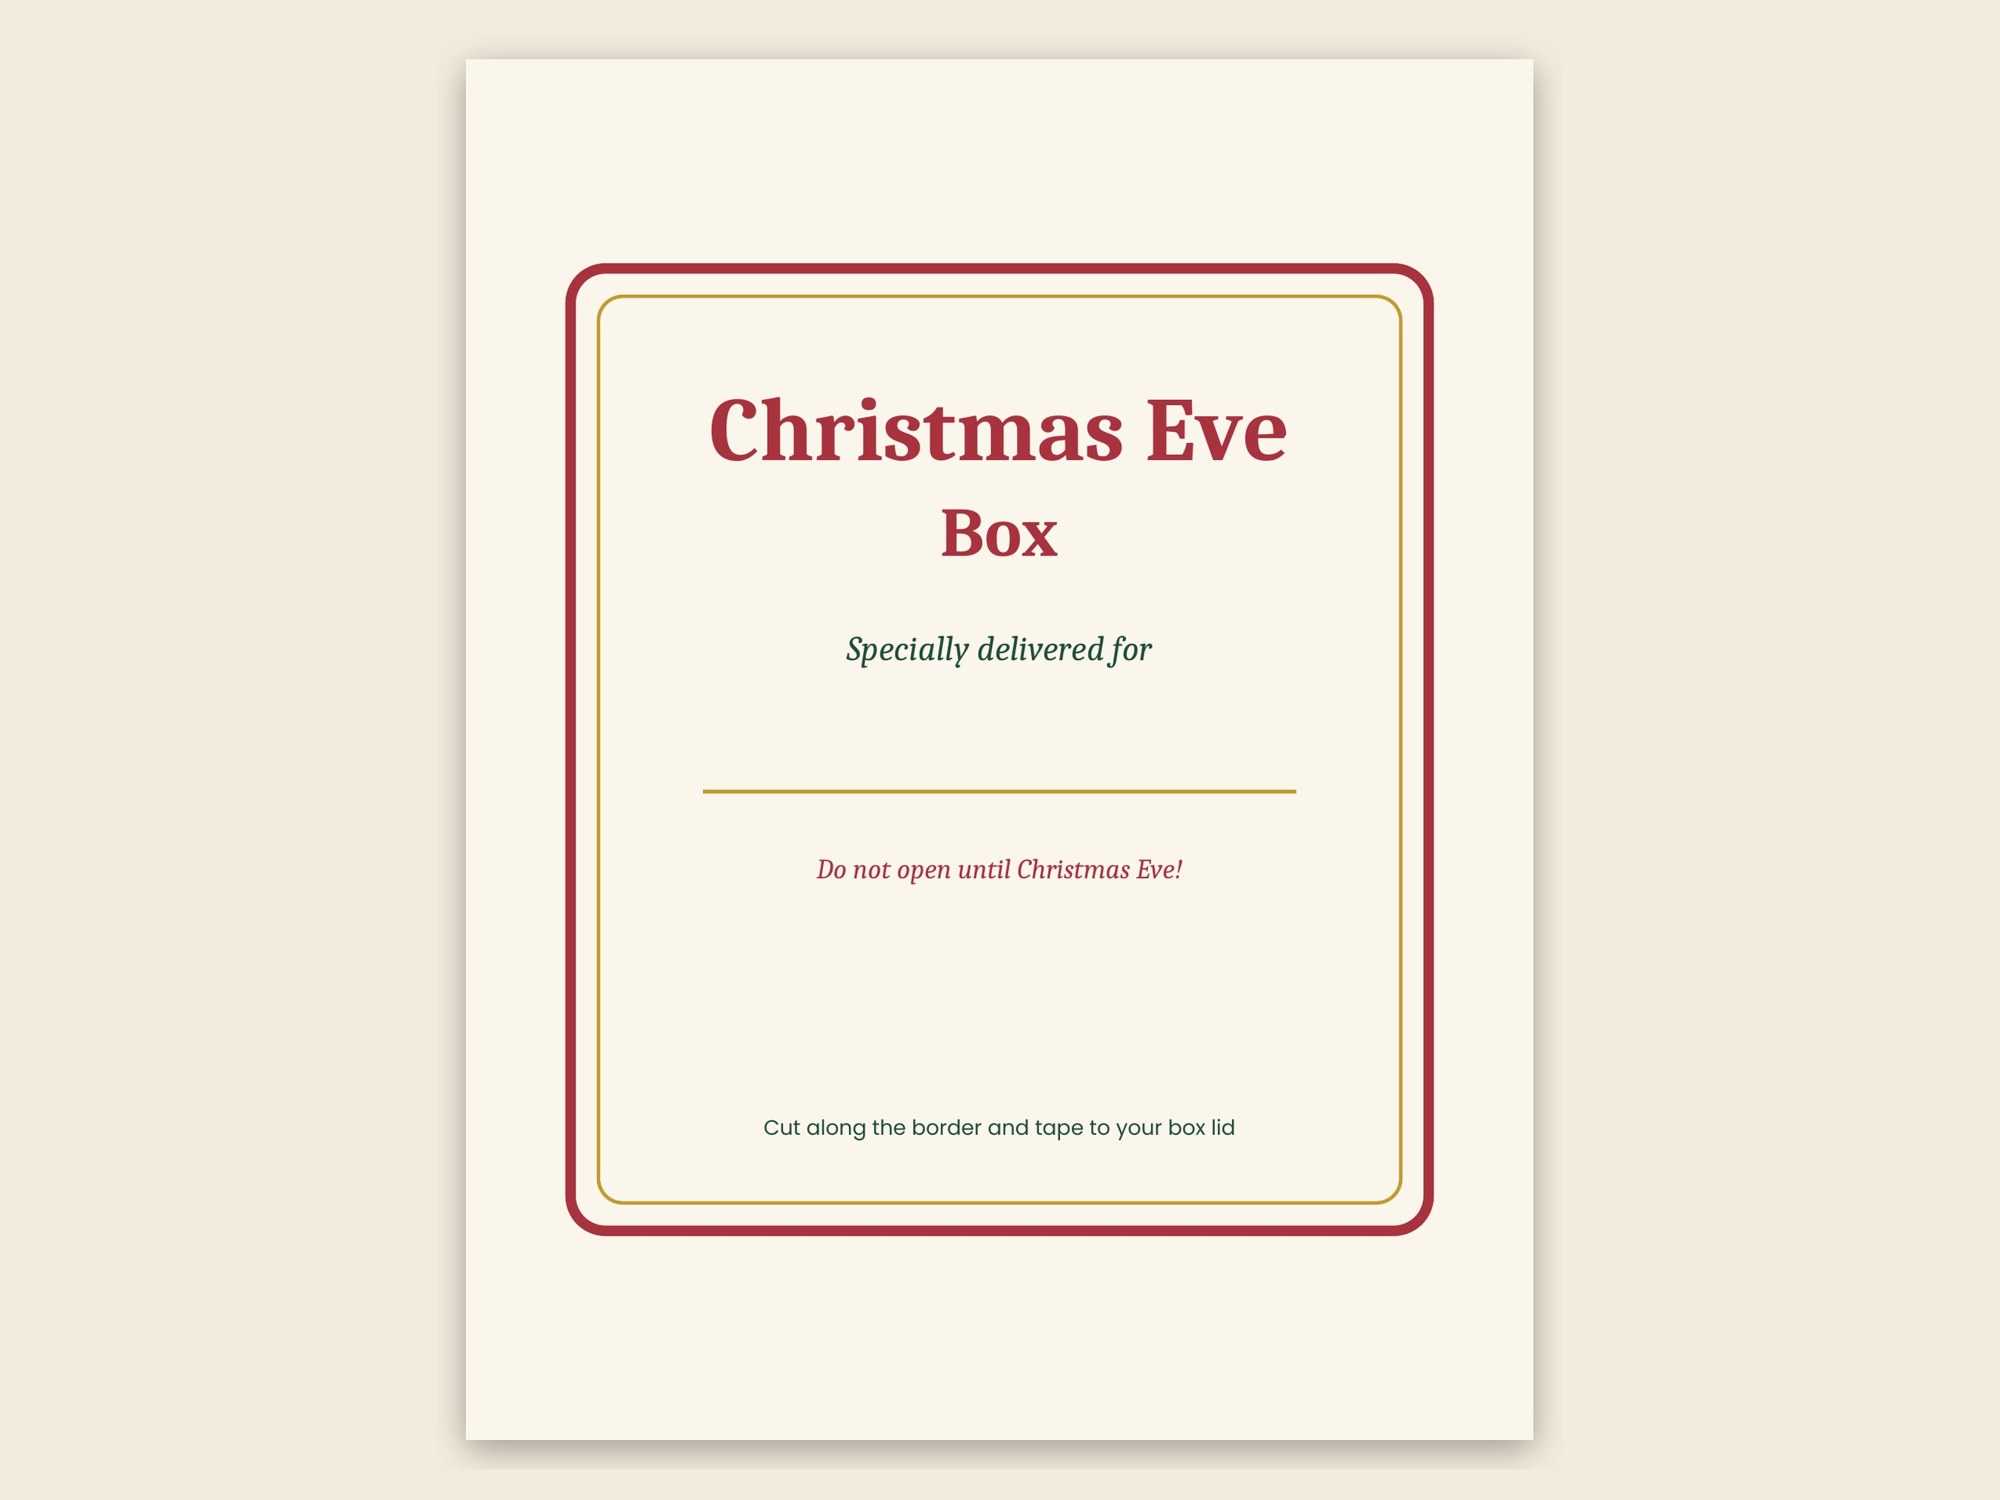 Christmas Eve
Box
Specially delivered for
Do not open until Christmas Eve!
Cut along the border and tape to your box lid